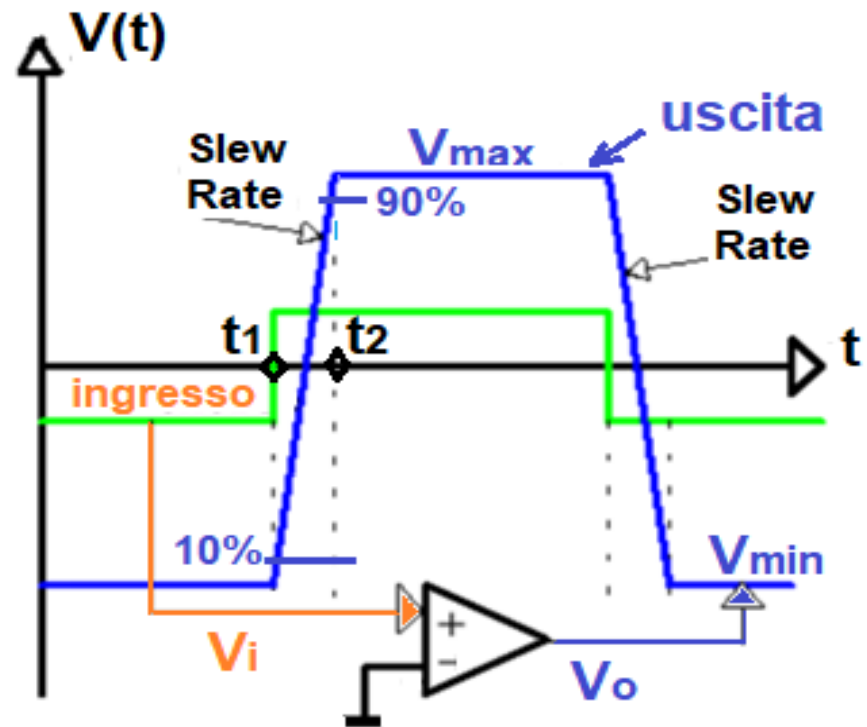 V(t)
uscita
Slew
Rate
Vmax
90%
Slew
Rate
t1
t2
t
ingresso
10%
Vmin
+
-
Vi
Vo